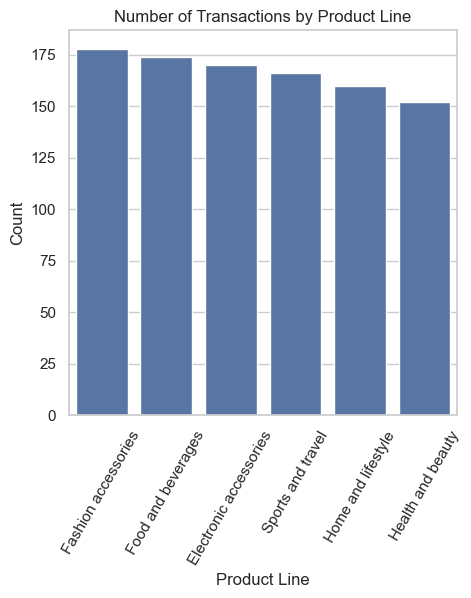 Number of Transactions by Product Line
Count
175
150
125
100
75
50
25
0
Fashion accessories
Food and beverages
Electronic accessories
Sports and travel
Home and lifestyle
Health and beauty
Product Line